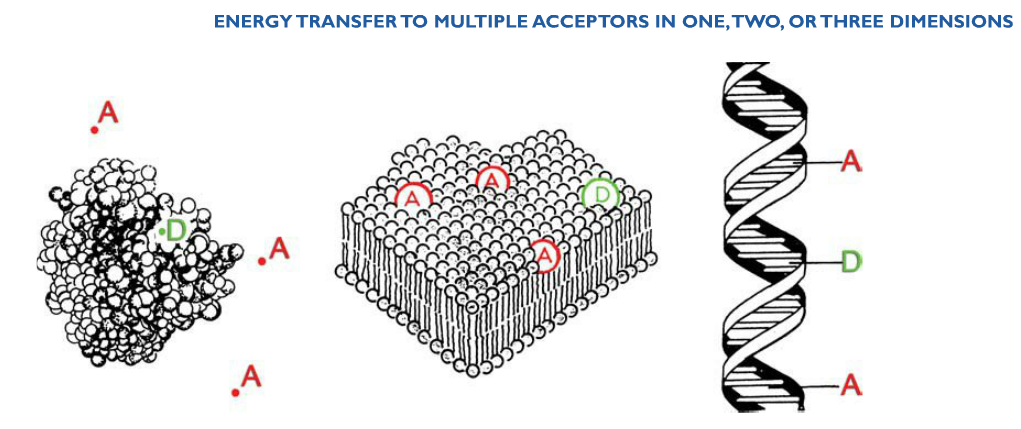 ENERGY TRANSFER TO MULTIPLE ACCEPTORS IN ONE, TWO, OR THREE DIMENSIONS
A
D
A
A
A
A
D
A
A
D
A